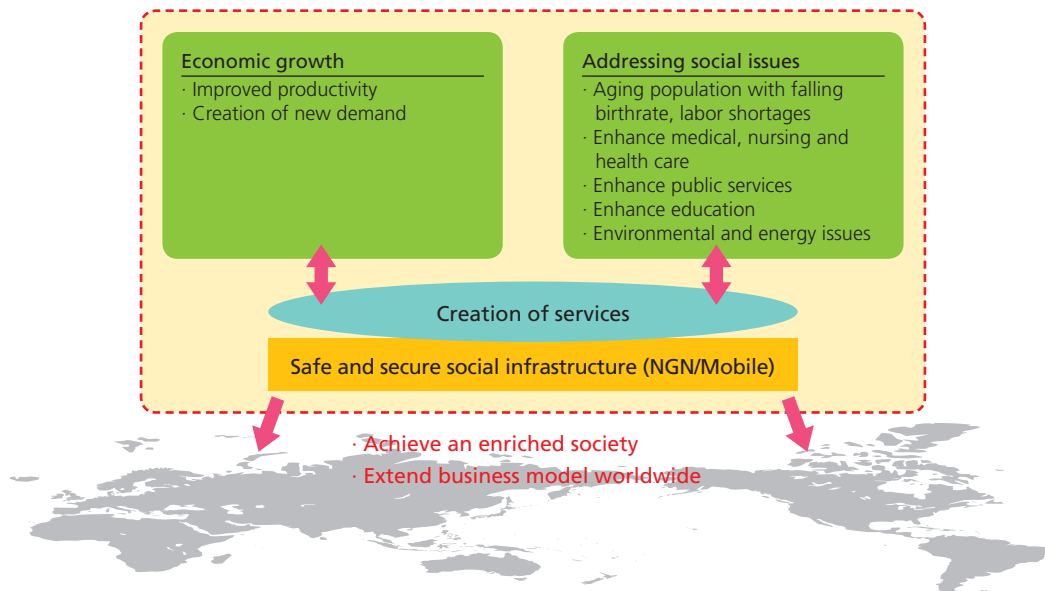 Economic growth
· Improved productivity
· Creation of new demand
Addressing social issues
· Aging population with falling
birthrate, labor shortages
· Enhance medical, nursing and
health care
· Enhance public services
· Enhance education
· Environmental and energy issues
Creation of services
Safe and secure social infrastructure (NGN/Mobile)
· Achieve an enriched society
· Extend business model worldwide